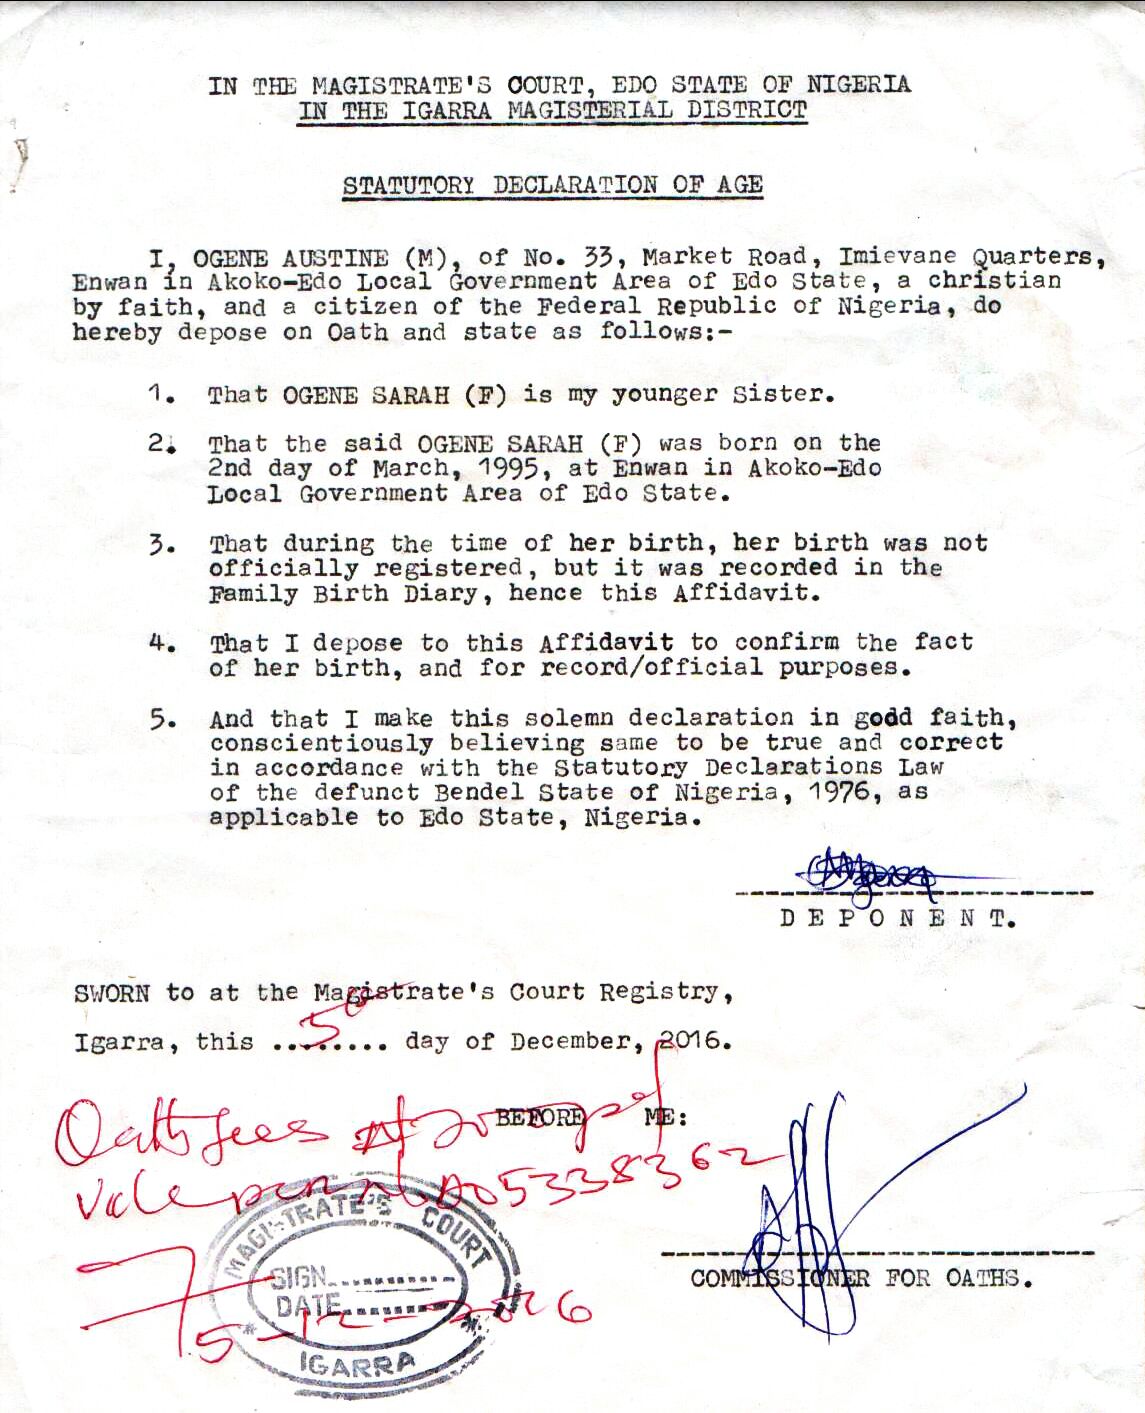 IN THE MAGISTRATE'S COURT, EDO STATE OF NIGERIA
IN THE IGARRA MAGISTERIAL DISTRICT
STATUTORY DECLARATION OF AGE
I, OGENE AUSTINE (M), of No. 33, Market Road, Imievane Quarters,
Enwan in Akoko-Edo Local Government Area of Edo State, a christian
by faith, and a citizen of the Federal Republic of Nigeria, do
hereby depose on Oath and state as follows:-
1. That OGENE SARAH (F) is my younger Sister.
2. That the said OGENE SARAH (F) was born on the
2nd day of March, 1995, at Enwan in Akoko-Edo
Local Government Area of Edo State.
3. That during the time of her birth, her birth was not
officially registered, but it was recorded in the
Family Birth Diary, hence this Affidavit.
4. That I depose to this Affidavit to confirm the fact
of her birth, and for record/official purposes.
5. And that I make this solemn declaration in godd faith,
conscientiously believing same to be true and correct
in accordance with the Statutory Declarations Law
of the defunct Bendel State of Nigeria, 1976, as
applicable to Edo State, Nigeria.
DEPONENT.
SWORN to at the Magistrate's Court Registry,
Igarra, this ...5... day of December, 2016.
BEFORE ME:
Oath fees
A053383362
MAGISTRATE'S COURT
SIGN
DATE 5-12-2016
IGARRA
COMMISSIONER FOR OATHS.